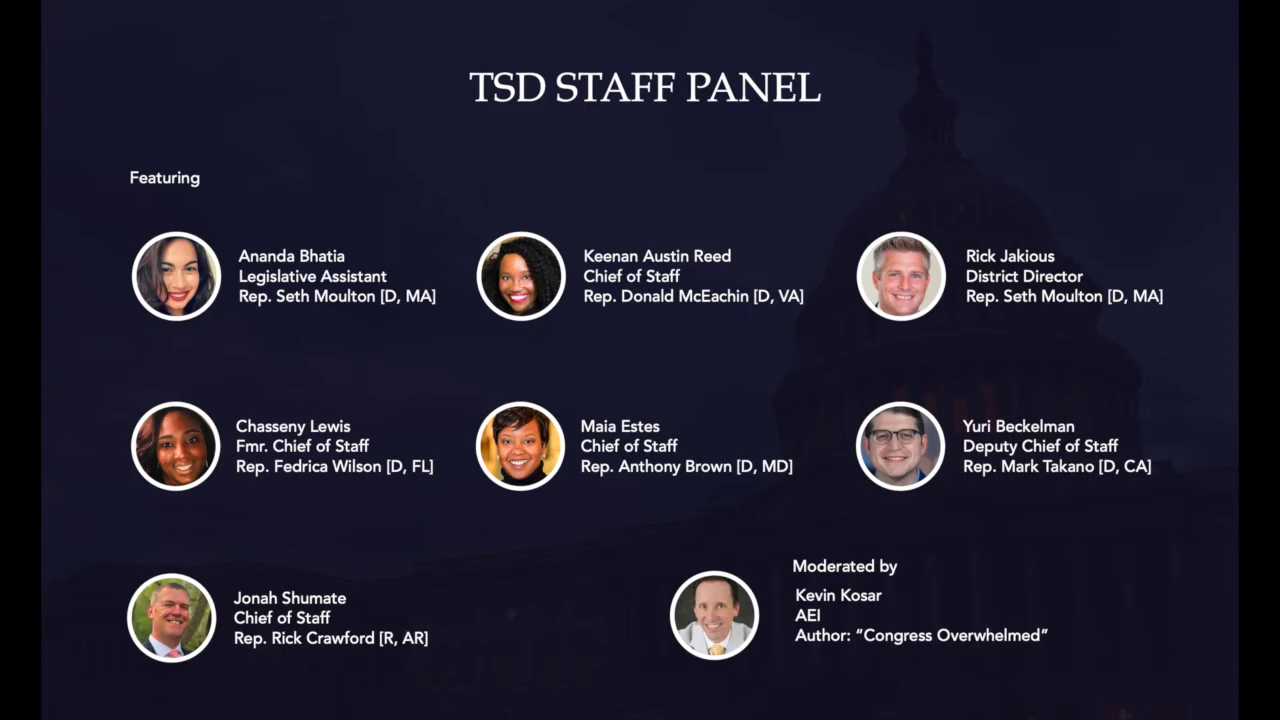 TSD STAFF PANEL
Featuring
Ananda Bhatia
Legislative Assistant
Rep. Seth Moulton [D, MA]
Keenan Austin Reed
Chief of Staff
Rep. Donald McEachin [D, VA]
Rick Jakious
District Director
Rep. Seth Moulton [D, MA]
Chasseny Lewis
Fmr. Chief of Staff
Rep. Fedrica Wilson [D, FL]
Maia Estes
Chief of Staff
Rep. Anthony Brown [D, MD]
Yuri Beckelman
Deputy Chief of Staff
Rep. Mark Takano [D, CA]
Jonah Shumate
Chief of Staff
Rep. Rick Crawford [R, AR]
Moderated by
Kevin Kosar
AEI
Author: “Congress Overwhelmed”